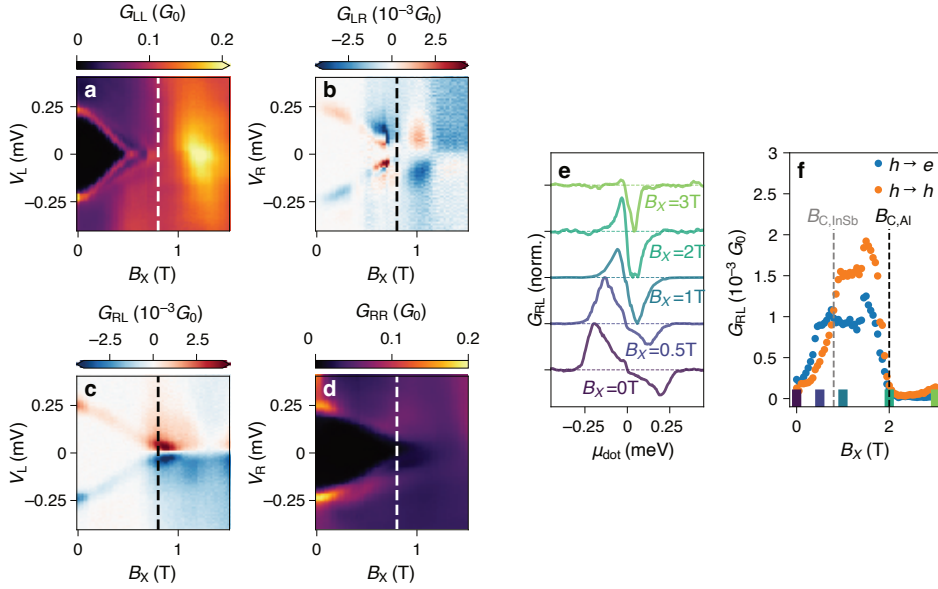 G_LL (G_0)
0 0.1 0.2
a
V_L (mV)
0.25
0
−0.25
0 1
B_X (T)
G_LR (10^−3 G_0)
−2.5 0 2.5
b
V_R (mV)
0.25
0
−0.25
0 1
B_X (T)
G_RL (10^−3 G_0)
−2.5 0 2.5
c
V_L (mV)
0.25
0
−0.25
0 1
B_X (T)
G_RR (G_0)
0 0.1 0.2
d
V_R (mV)
0.25
0
−0.25
0 1
B_X (T)
e
G_RL (norm.)
B_X=3T
B_X=2T
B_X=1T
B_X=0.5T
B_X=0T
−0.25 0 0.25
μ_dot (meV)
f
h → e
h → h
B_C,InSb
B_C,Al
G_RL (10^−3 G_0)
3
2.5
2
1.5
1
0.5
0
0 2
B_X (T)